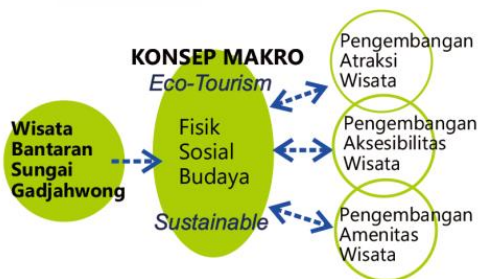 Wisata
Bantaran
Sungai
Gadjahwong
KONSEP MAKRO
Eco-Tourism
Fisik
Sosial
Budaya
Sustainable
Pengembangan
Atraksi
Wisata
Pengembangan
Aksesibilitas
Wisata
Pengembangan
Amenitas
Wisata